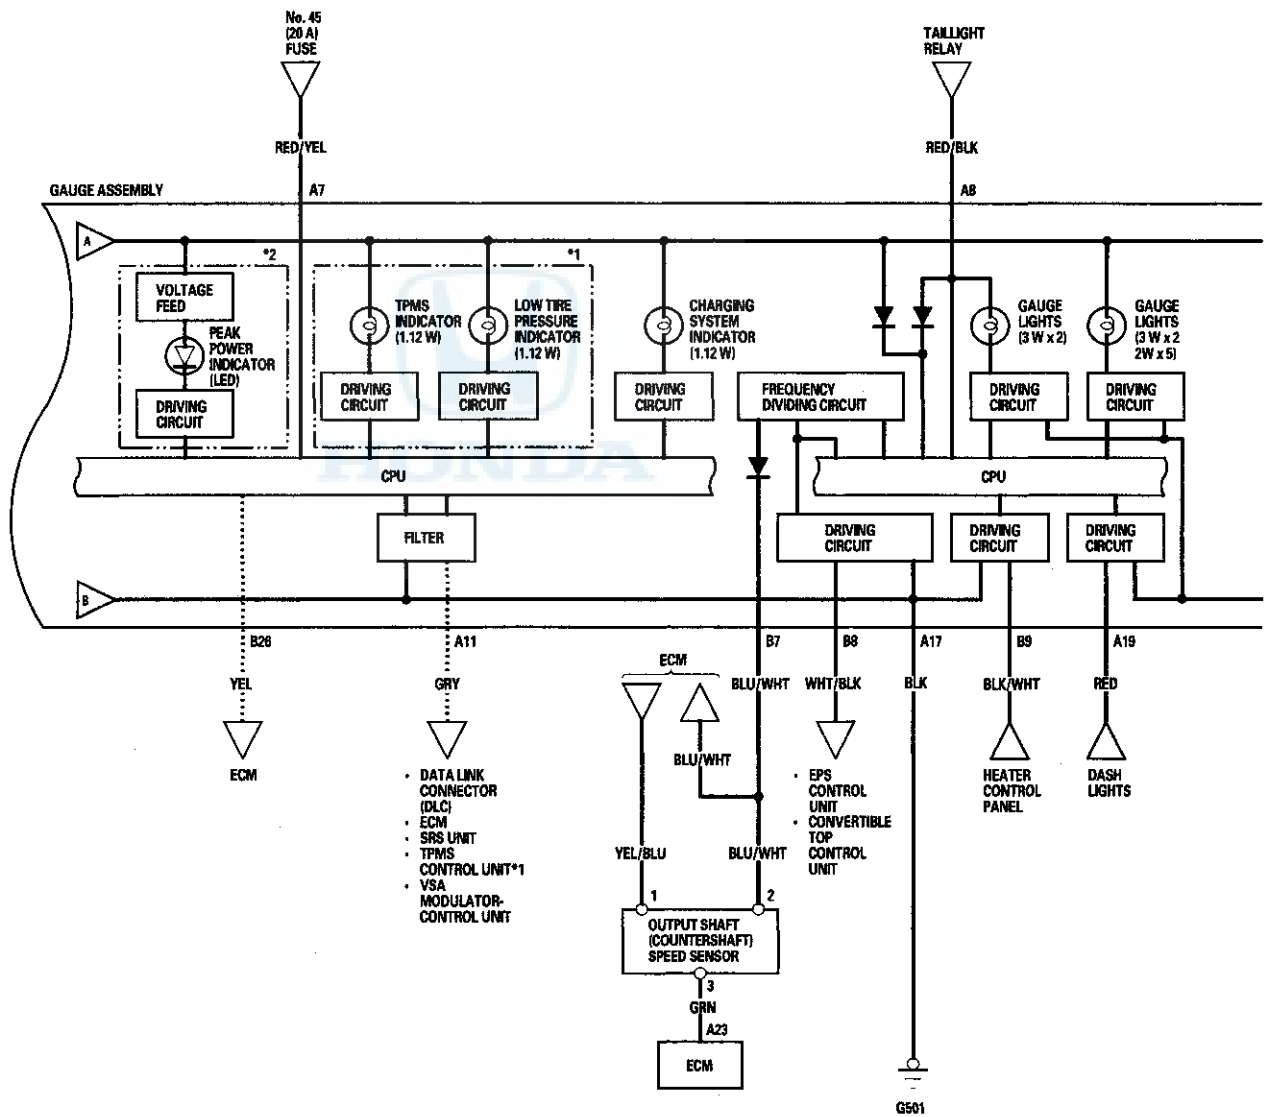 No. 45
(20 A)
FUSE
TAILLIGHT
RELAY
RED/YEL
RED/BLK
GAUGE ASSEMBLY
A7
A8
A
*2
*1
VOLTAGE
FEED
PEAK
POWER
INDICATOR
(LED)
DRIVING
CIRCUIT
TPMS
INDICATOR
(1.12 W)
LOW TIRE
PRESSURE
INDICATOR
(1.12 W)
CHARGING
SYSTEM
INDICATOR
(1.12 W)
GAUGE
LIGHTS
(3 W x 2)
GAUGE
LIGHTS
(3 W x 2
2W x 5)
DRIVING
CIRCUIT
DRIVING
CIRCUIT
DRIVING
CIRCUIT
FREQUENCY
DIVIDING CIRCUIT
DRIVING
CIRCUIT
DRIVING
CIRCUIT
HONDA
CPU
CPU
FILTER
DRIVING
CIRCUIT
DRIVING
CIRCUIT
DRIVING
CIRCUIT
B
B26
A11
B7
B8
A17
B9
A19
ECM
YEL
GRY
BLU/WHT
WHT/BLK
BLK
BLK/WHT
RED
BLU/WHT
ECM
• DATA LINK
CONNECTOR
(DLC)
• ECM
• SRS UNIT
• TPMS
CONTROL UNIT*1
• VSA
MODULATOR-
CONTROL UNIT
• EPS
CONTROL
UNIT
• CONVERTIBLE
TOP
CONTROL
UNIT
HEATER
CONTROL
PANEL
DASH
LIGHTS
YEL/BLU
BLU/WHT
1
2
OUTPUT SHAFT
(COUNTERSHAFT)
SPEED SENSOR
3
GRN
A23
ECM
G501